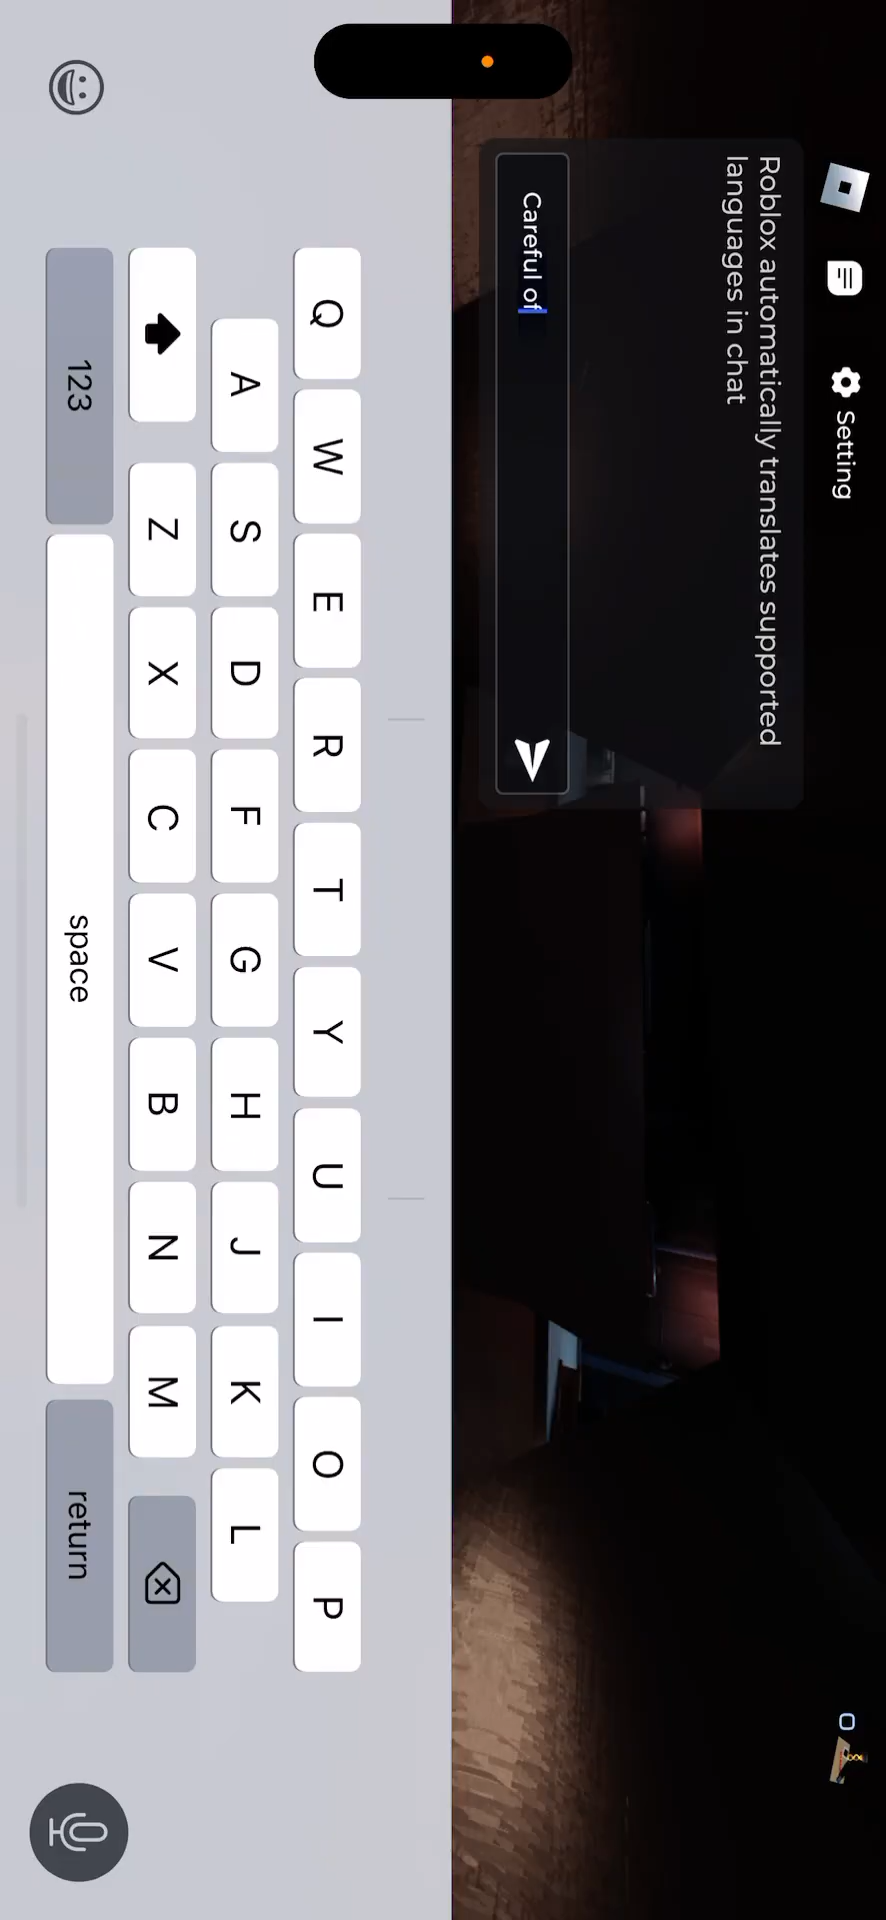 Setting
Roblox automatically translates supported
languages in chat
Careful of
0
Q W E R T Y U I O P
A S D F G H J K L
Z X C V B N M
123 space return